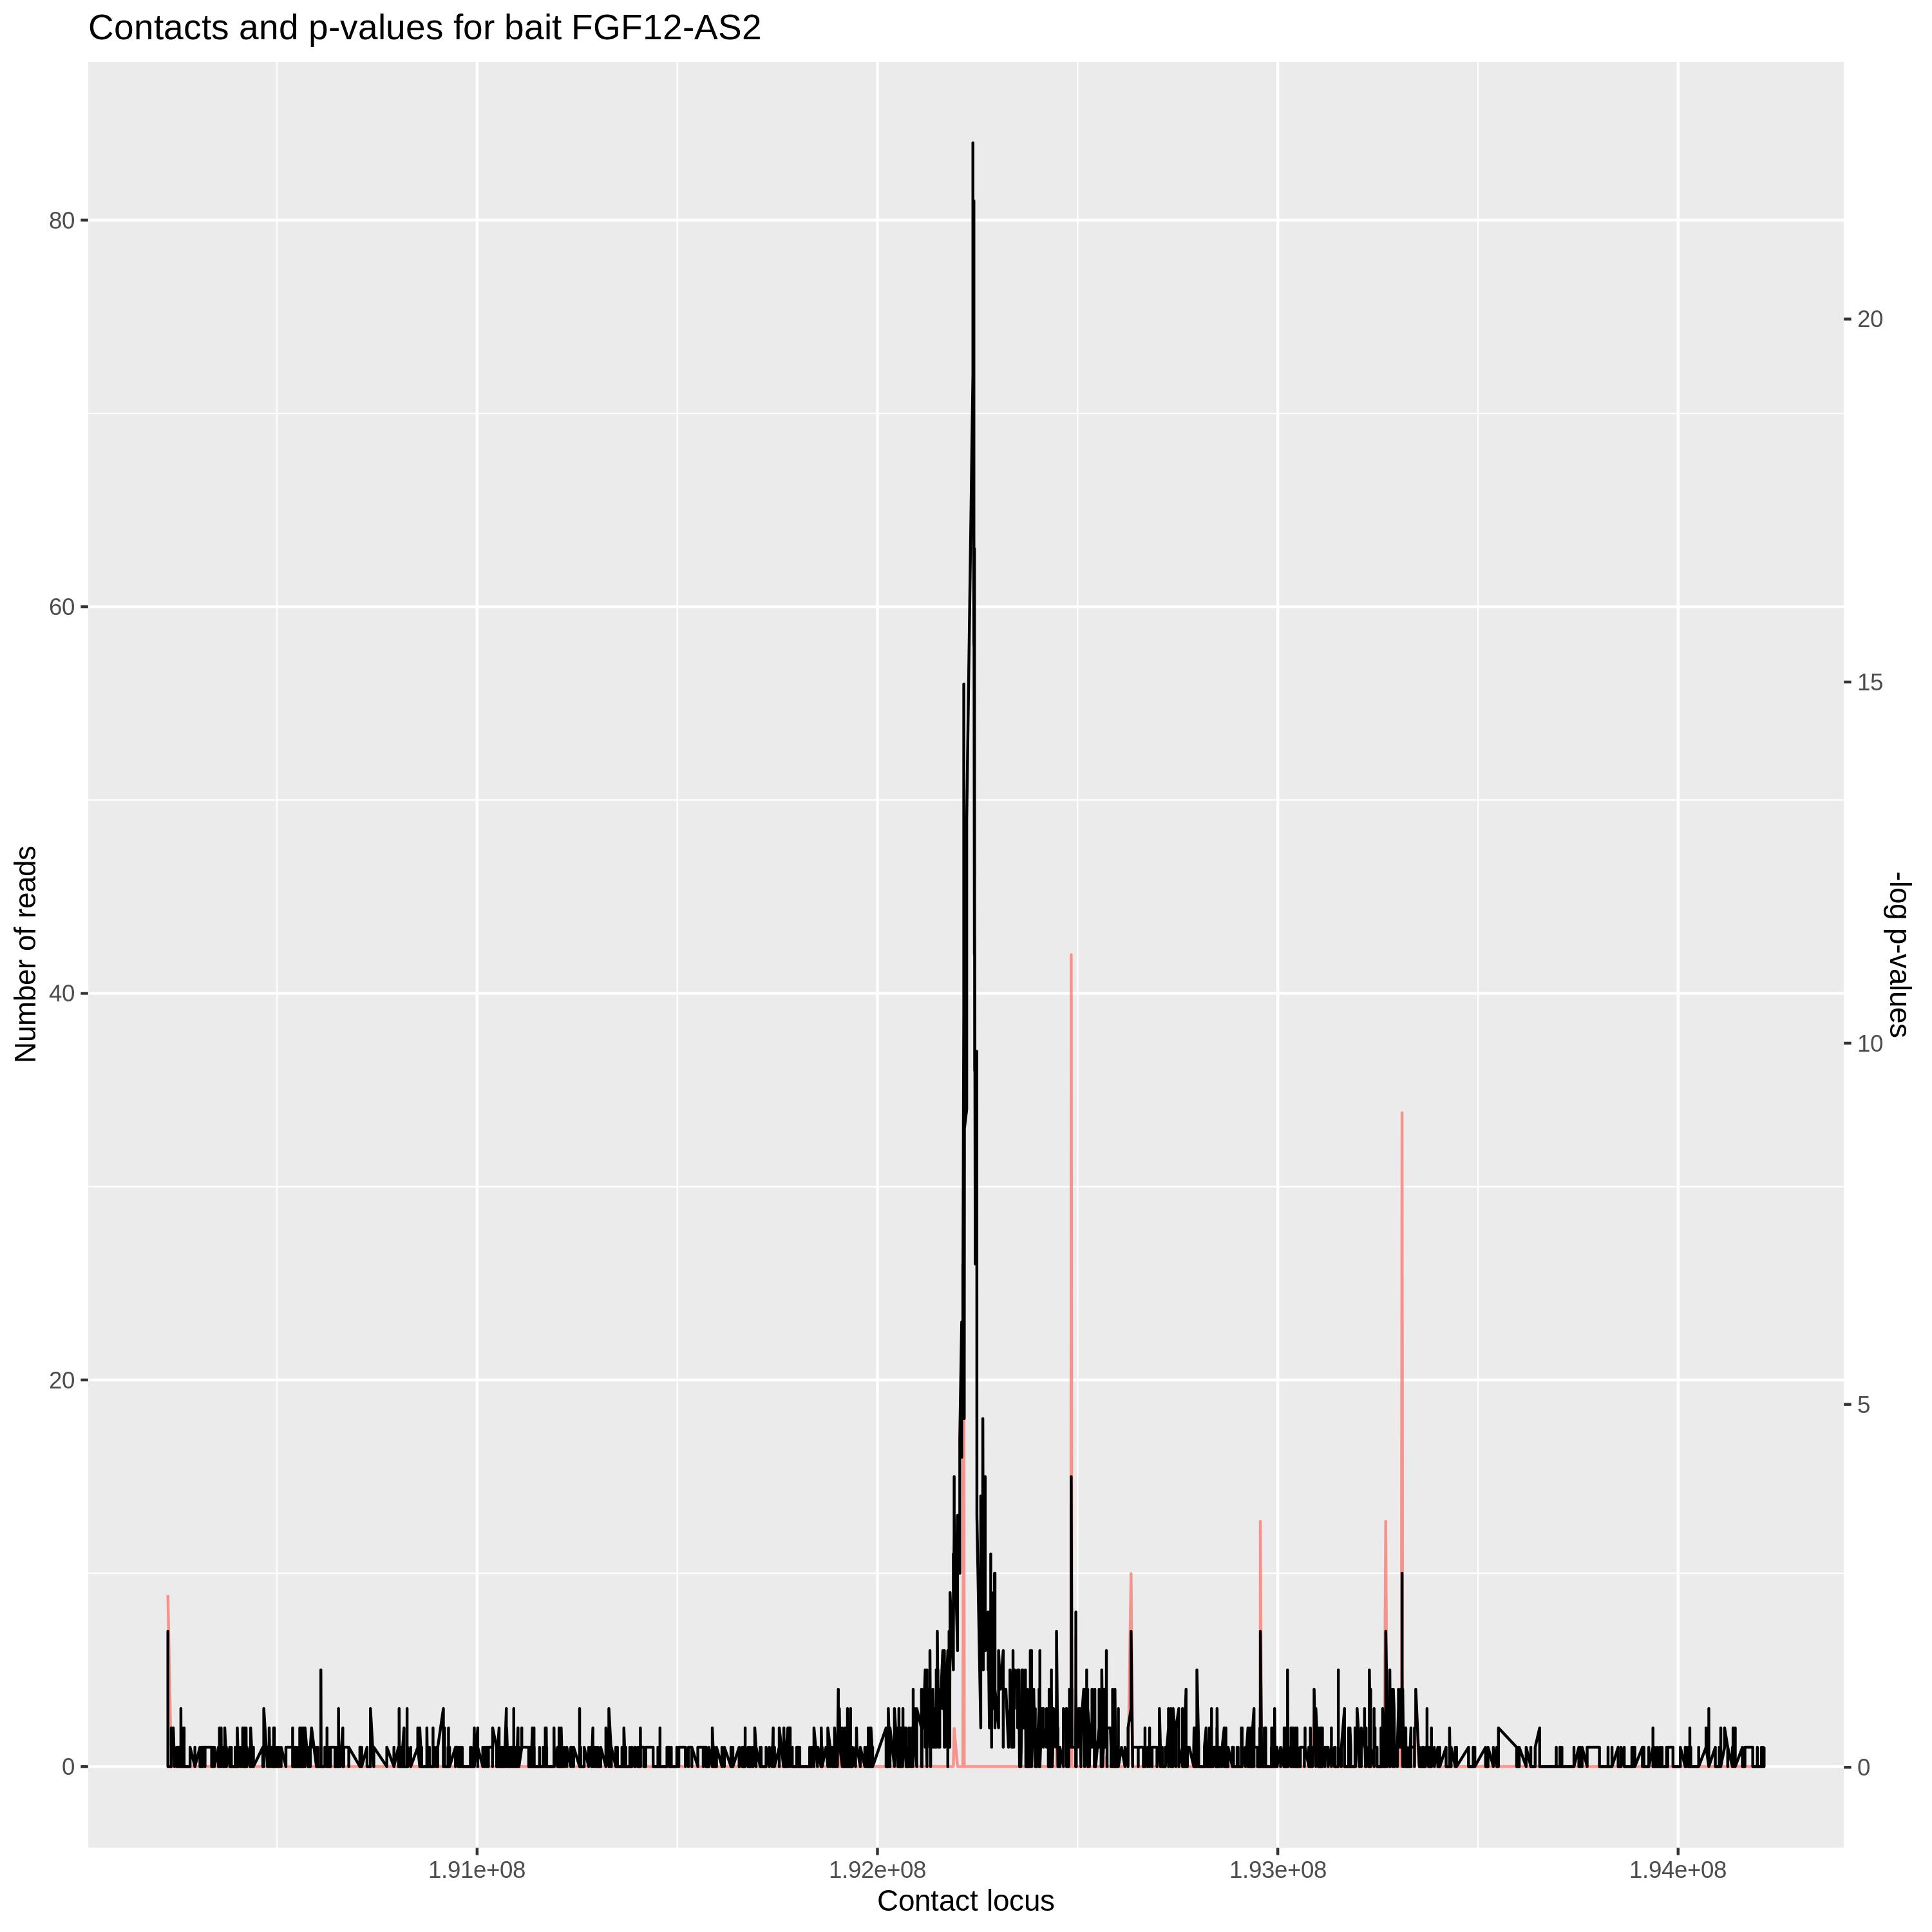 Contacts and p-values for bait FGF12-AS2
80
60
40
20
0
Number of reads
20
15
10
5
0
-log p-values
1.91e+08 1.92e+08 1.93e+08 1.94e+08
Contact locus